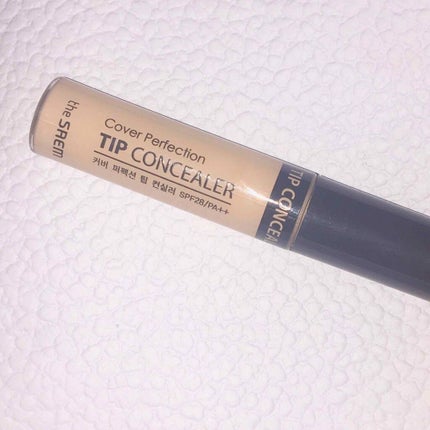 the SAEM
Cover Perfection
TIP CONCEALER
커버 퍼펙션 팁 컨실러 SPF28/PA++
TIP CONCEA